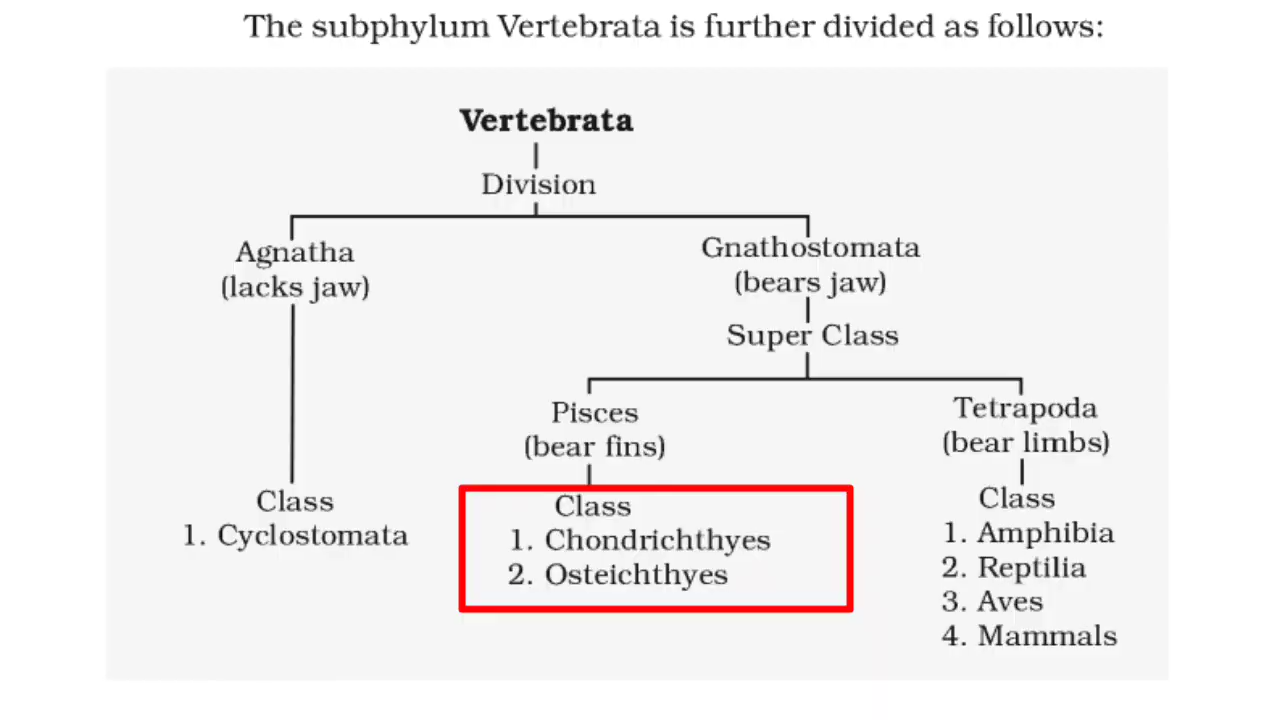 The subphylum Vertebrata is further divided as follows:
Vertebrata
Division
Agnatha
(lacks jaw)
Gnathostomata
(bears jaw)
Super Class
Pisces
(bear fins)
Tetrapoda
(bear limbs)
Class
1. Cyclostomata
Class
1. Chondrichthyes
2. Osteichthyes
Class
1. Amphibia
2. Reptilia
3. Aves
4. Mammals